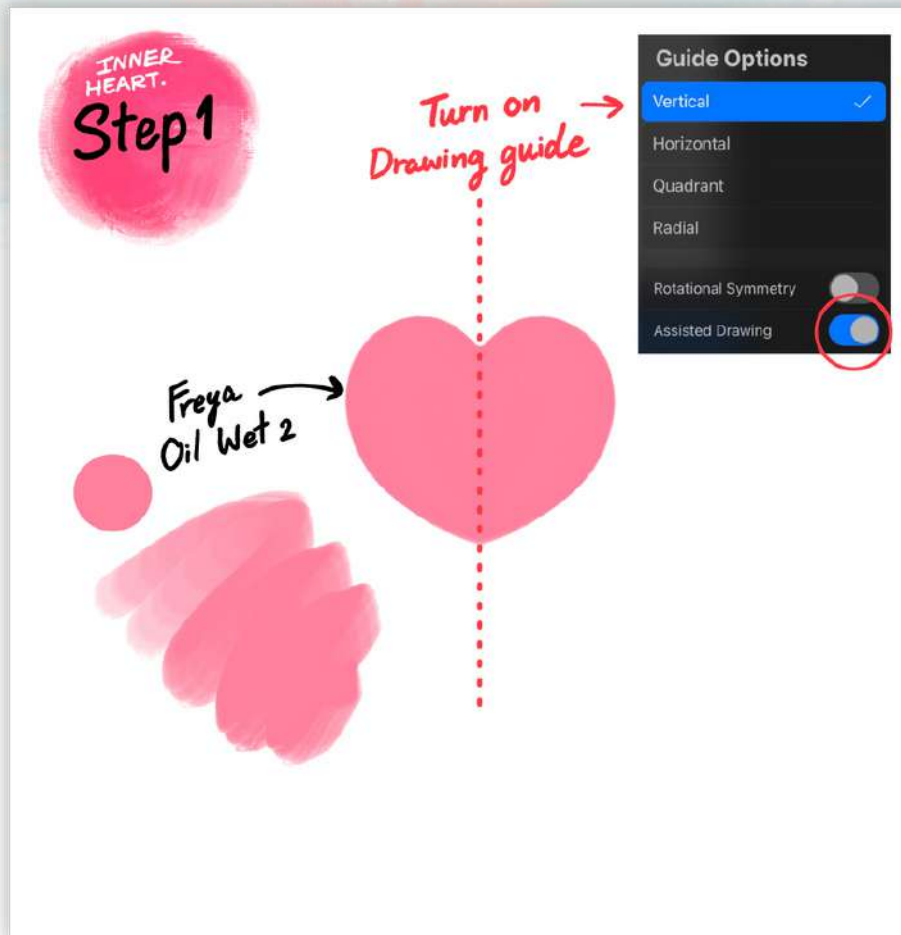 INNER
HEART.
Step 1
Turn on
Drawing guide
Guide Options
Vertical
Horizontal
Quadrant
Radial
Rotational Symmetry
Assisted Drawing
Freya
Oil Wet 2